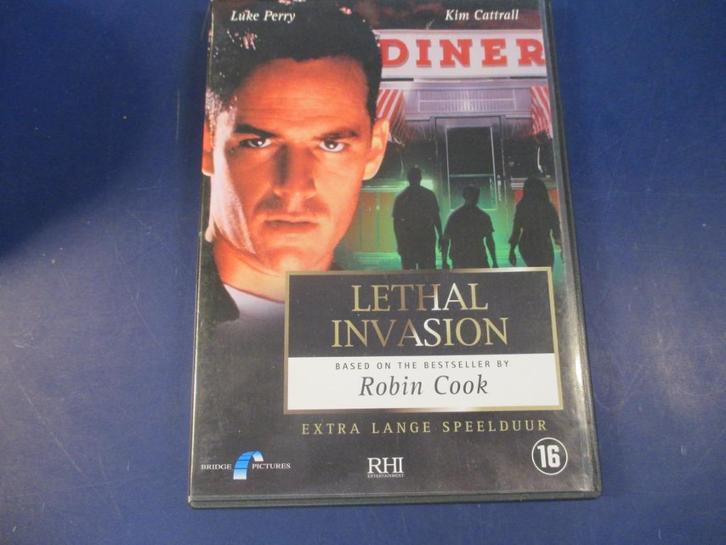 Luke Perry Kim Cattrall
DINER
LETHAL
INVASION
BASED ON THE BESTSELLER BY
Robin Cook
EXTRA LANGE SPEELDUUR
BRIDGE PICTURES
RHI
ENTERTAINMENT
16